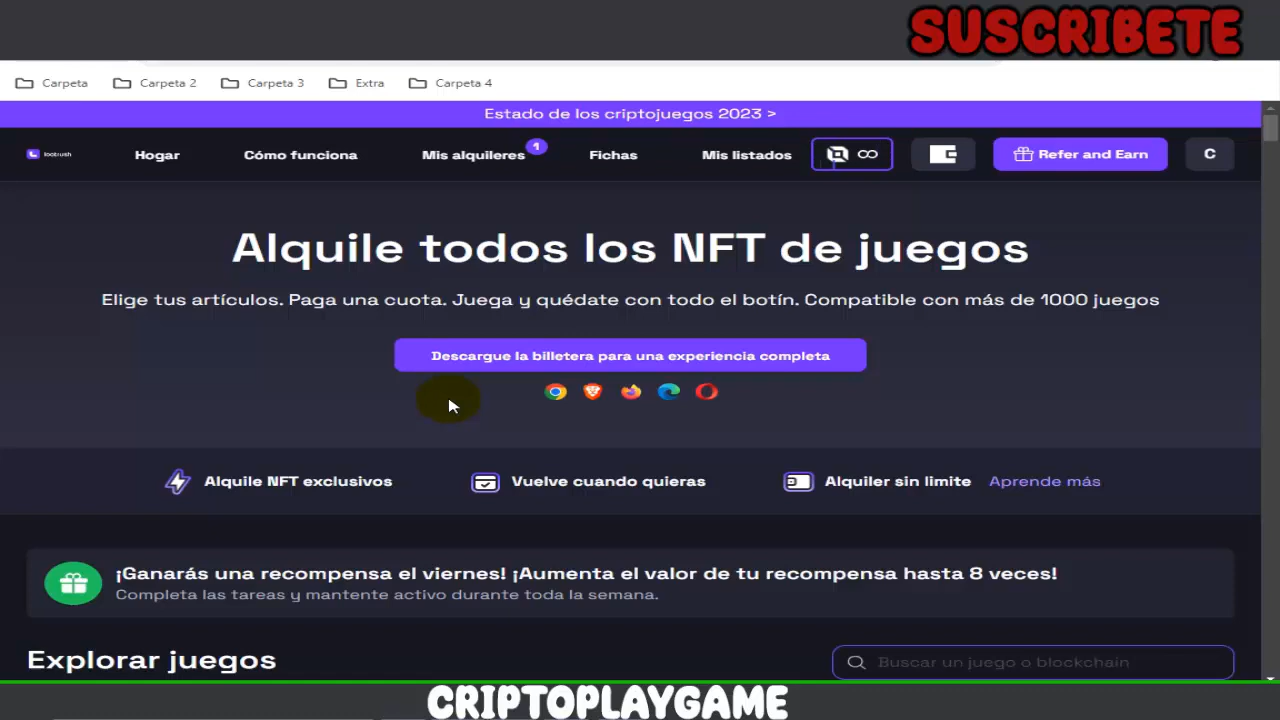 SUSCRIBETE
Carpeta Carpeta 2 Carpeta 3 Extra Carpeta 4
Estado de los criptojuegos 2023 >
lootrush Hogar Cómo funciona Mis alquileres 1 Fichas Mis listados Refer and Earn C
Alquile todos los NFT de juegos
Elige tus artículos. Paga una cuota. Juega y quédate con todo el botín. Compatible con más de 1000 juegos
Descargue la billetera para una experiencia completa
Alquile NFT exclusivos Vuelve cuando quieras Alquiler sin limite Aprende más
¡Ganarás una recompensa el viernes! ¡Aumenta el valor de tu recompensa hasta 8 veces!
Completa las tareas y mantente activo durante toda la semana.
Explorar juegos Buscar un juego o blockchain
CRIPTOPLAYGAME